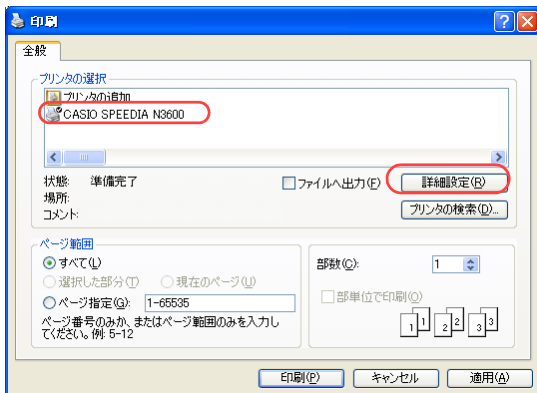 印刷
全般
プリンタの選択
プリンタの追加
CASIO SPEEDIA N3600
状態: 準備完了
場所:
コメント:
ファイルへ出力(F)
詳細設定(R)
プリンタの検索(D)...
ページ範囲
すべて(L)
選択した部分(T) 現在のページ(U)
ページ指定(G): 1-65535
ページ番号のみか、またはページ範囲のみを入力し
てください。例: 5-12
部数(C): 1
部単位で印刷(O)
1 1 2 2 3 3
印刷(P) キャンセル 適用(A)